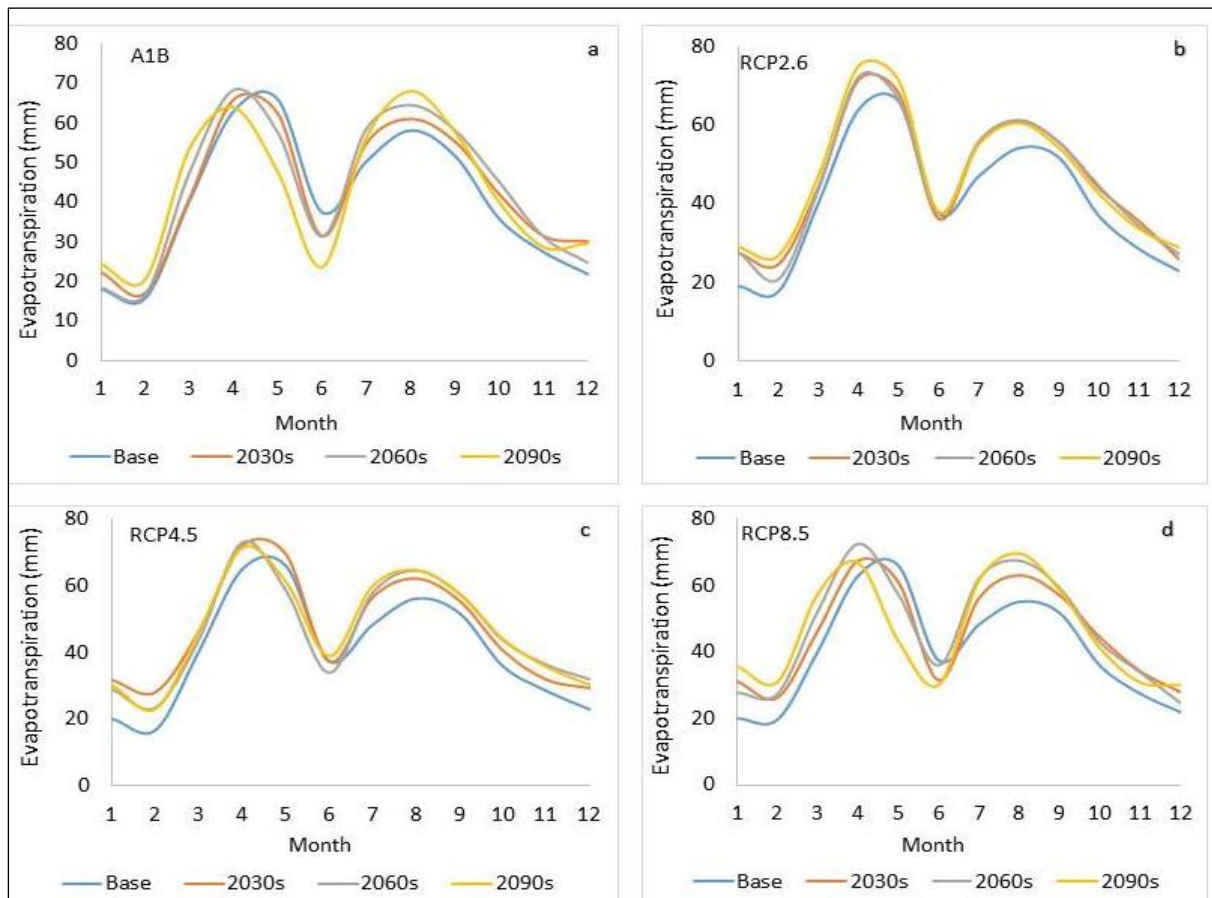 A1B
a
Evapotranspiration (mm)
80
70
60
50
40
30
20
10
0
1 2 3 4 5 6 7 8 9 10 11 12
Month
Base 2030s 2060s 2090s
RCP2.6
b
Evapotranspiration (mm)
80
60
40
20
0
1 2 3 4 5 6 7 8 9 10 11 12
Month
Base 2030s 2060s 2090s
RCP4.5
c
Evapotranspiration (mm)
80
60
40
20
0
1 2 3 4 5 6 7 8 9 10 11 12
Month
Base 2030s 2060s 2090s
RCP8.5
d
Evapotranspiration (mm)
80
60
40
20
0
1 2 3 4 5 6 7 8 9 10 11 12
Month
Base 2030s 2060s 2090s